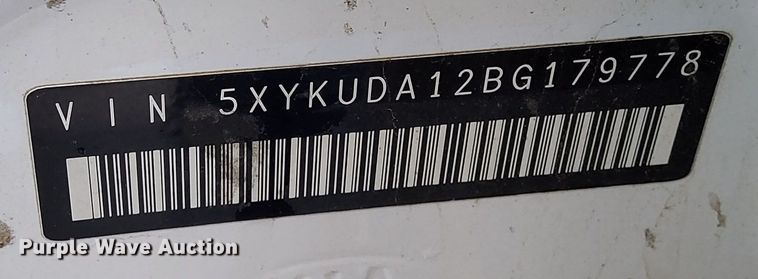 VIN 5XYKUDA12BG179778
Purple Wave Auction